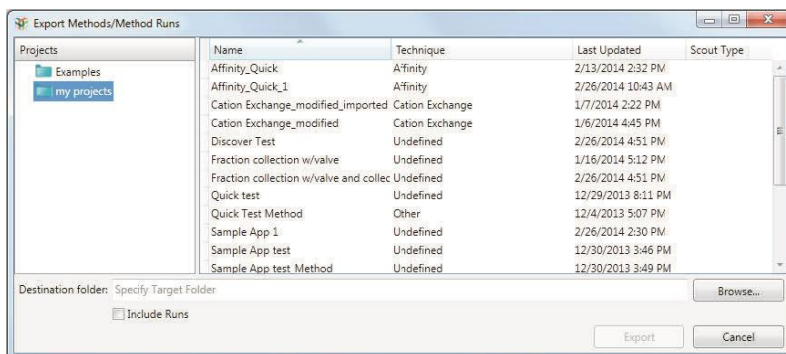 Export Methods/Method Runs
Projects
Examples
my projects
Name Technique Last Updated Scout Type
Affinity_Quick Affinity 2/13/2014 2:32 PM
Affinity_Quick_1 Affinity 2/26/2014 10:43 AM
Cation Exchange_modified_imported Cation Exchange 1/7/2014 2:22 PM
Cation Exchange_modified Cation Exchange 1/6/2014 4:45 PM
Discover Test Undefined 2/26/2014 4:51 PM
Fraction collection w/valve Undefined 1/16/2014 5:12 PM
Fraction collection w/valve and collec Undefined 2/26/2014 4:51 PM
Quick test Undefined 12/29/2013 8:11 PM
Quick Test Method Other 12/4/2013 5:07 PM
Sample App 1 Undefined 2/26/2014 2:30 PM
Sample App test Undefined 12/30/2013 3:46 PM
Sample App test Method Undefined 12/30/2013 3:49 PM
Destination folder: Specify Target Folder Browse...
Include Runs
Export Cancel